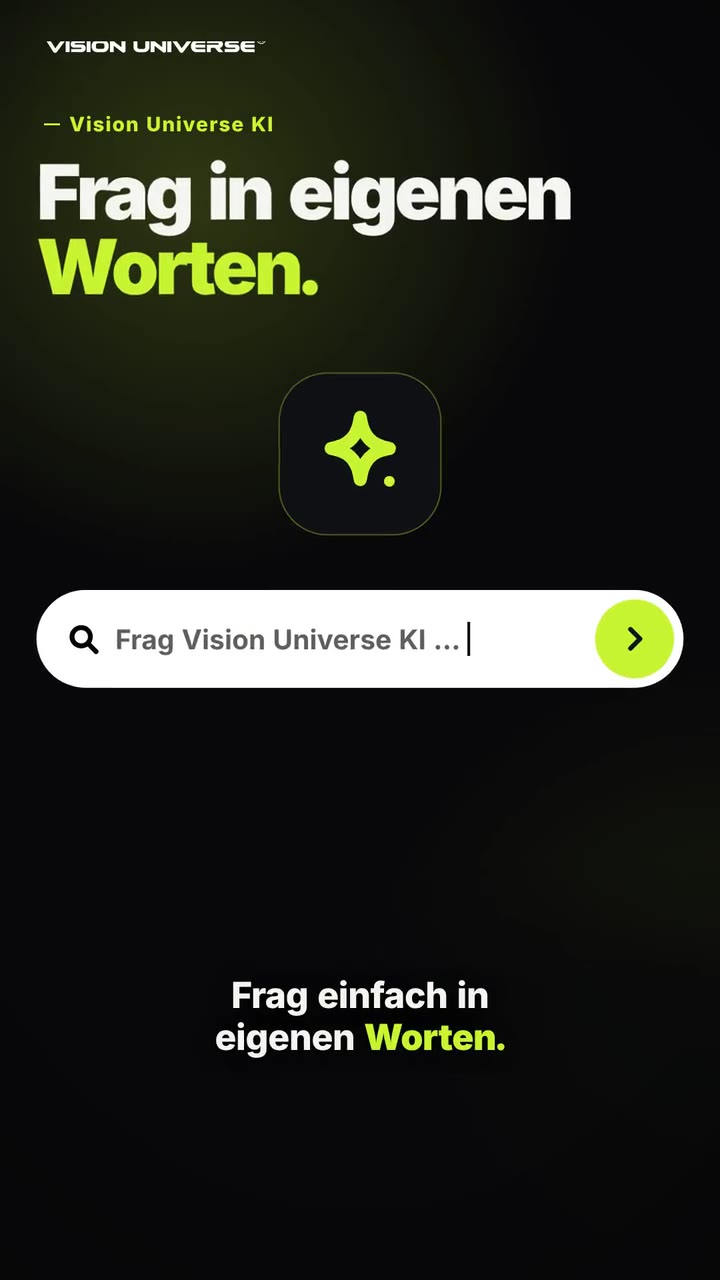 VISION UNIVERSE
— Vision Universe KI
Frag in eigenen
Worten.
Frag Vision Universe KI ...
Frag einfach in
eigenen Worten.